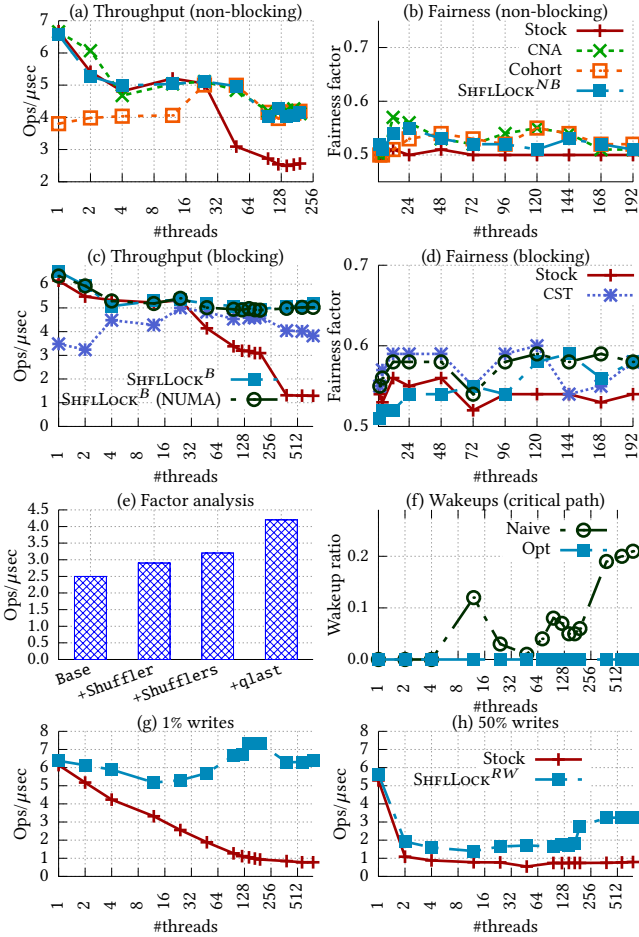 (a) Throughput (non-blocking)
Ops/μsec
7
6
5
4
3
2
1 2 4 8 16 32 64 128 256
#threads
(b) Fairness (non-blocking)
Fairness factor
0.7
0.6
0.5
Stock
CNA
Cohort
ShflLock^NB
24 48 72 96 120 144 168 192
#threads
(c) Throughput (blocking)
Ops/μsec
6
5
4
3
2
1
0
ShflLock^B
ShflLock^B (NUMA)
1 2 4 8 16 32 64 128 256 512
#threads
(d) Fairness (blocking)
Fairness factor
0.7
0.6
0.5
Stock
CST
24 48 72 96 120 144 168 192
#threads
(e) Factor analysis
Ops/μsec
4.5
4.0
3.5
3.0
2.5
2.0
1.5
1.0
0.5
0.0
Base +Shuffler +Shufflers +qlast
(f) Wakeups (critical path)
Wakeup ratio
0.2
0.1
0.0
Naive
Opt
1 2 4 8 16 32 64 128 256 512
#threads
(g) 1% writes
Ops/μsec
8
7
6
5
4
3
2
1
0
1 2 4 8 16 32 64 128 256 512
#threads
(h) 50% writes
Ops/μsec
8
7
6
5
4
3
2
1
0
Stock
ShflLock^RW
1 2 4 8 16 32 64 128 256 512
#threads